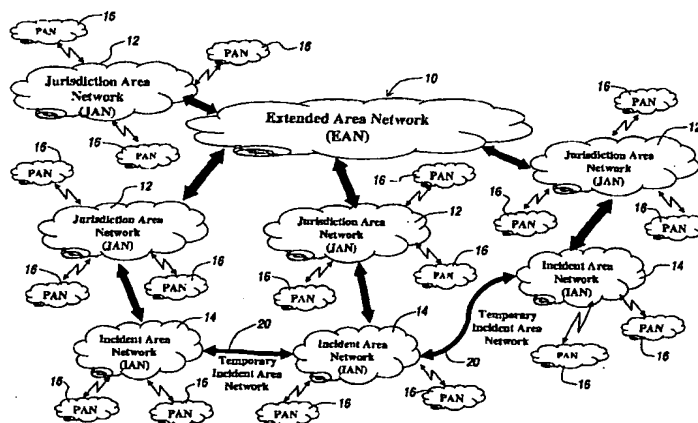 16
PAN
12
16
PAN
Jurisdiction Area
Network
(JAN)
10
16
PAN
Extended Area Network
(EAN)
16
PAN
12
16
PAN
12
16
PAN
16
PAN
12
Jurisdiction Area
Network
(JAN)
Jurisdiction Area
Network
(JAN)
Jurisdiction Area
Network
(JAN)
16
PAN
16
PAN
16
PAN
16
PAN
16
PAN
16
PAN
14
Incident Area
Network
(IAN)
14
20
14
Incident Area
Network
(IAN)
Temporary
Incident Area
Network
Incident Area
Network
(IAN)
Temporary
Incident Area
Network
20
16
PAN
16
PAN
16
PAN
16
PAN
16
PAN
16
PAN